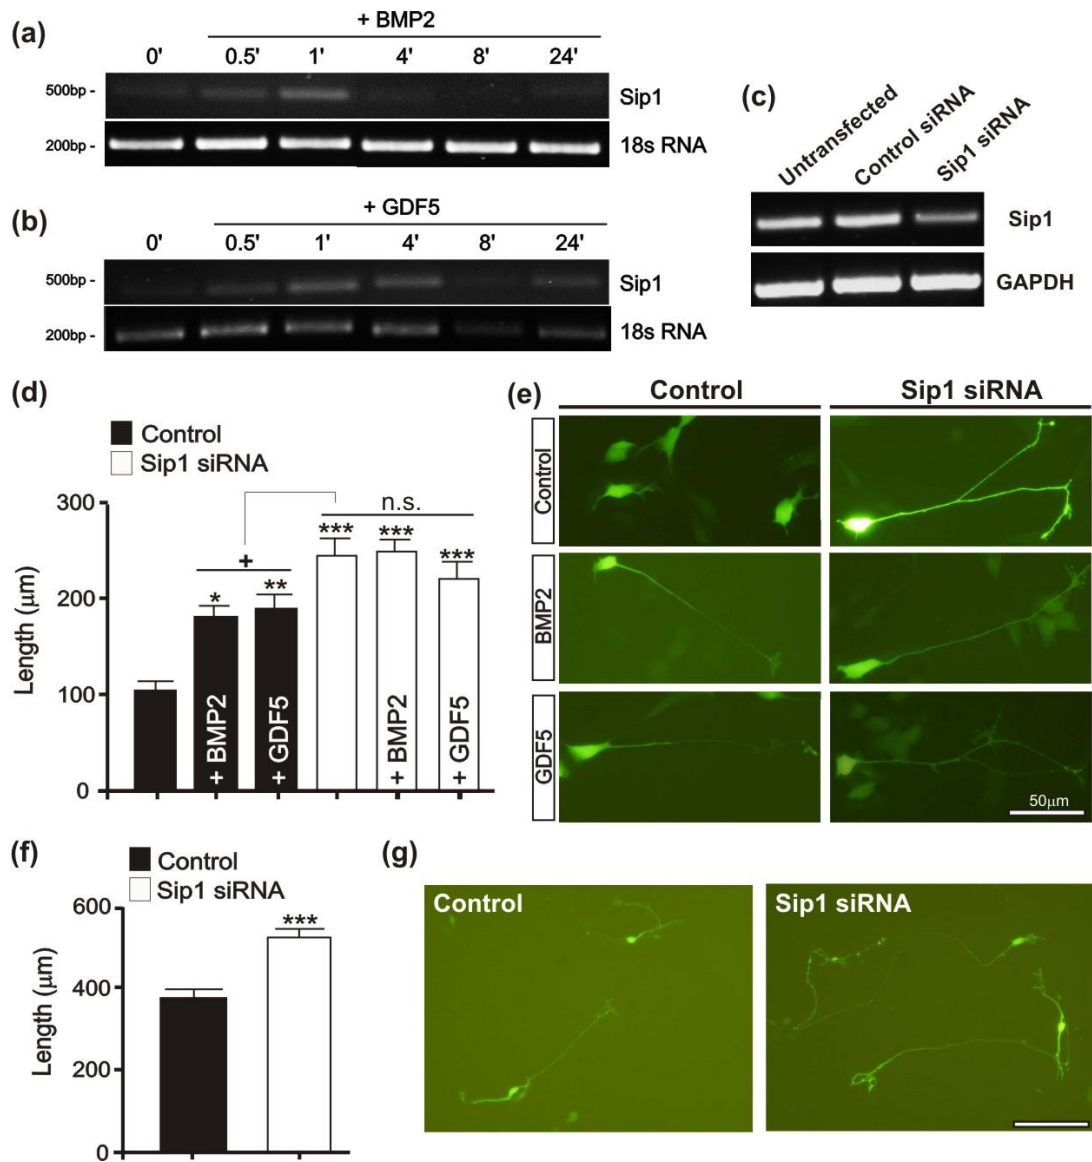 (a)
+ BMP2
0' 0.5' 1' 4' 8' 24'
500bp - Sip1
200bp - 18s RNA
(b)
+ GDF5
0' 0.5' 1' 4' 8' 24'
500bp - Sip1
200bp - 18s RNA
(c)
Untransfected Control siRNA Sip1 siRNA
Sip1
GAPDH
(d)
Control
Sip1 siRNA
Length (μm)
300
200
100
0
+
* ** *** *** ***
n.s.
+ BMP2 + GDF5 + BMP2 + GDF5
(e)
Control Sip1 siRNA
Control
BMP2
GDF5
50μm
(f)
Control
Sip1 siRNA
Length (μm)
600
400
200
0
***
(g)
Control Sip1 siRNA